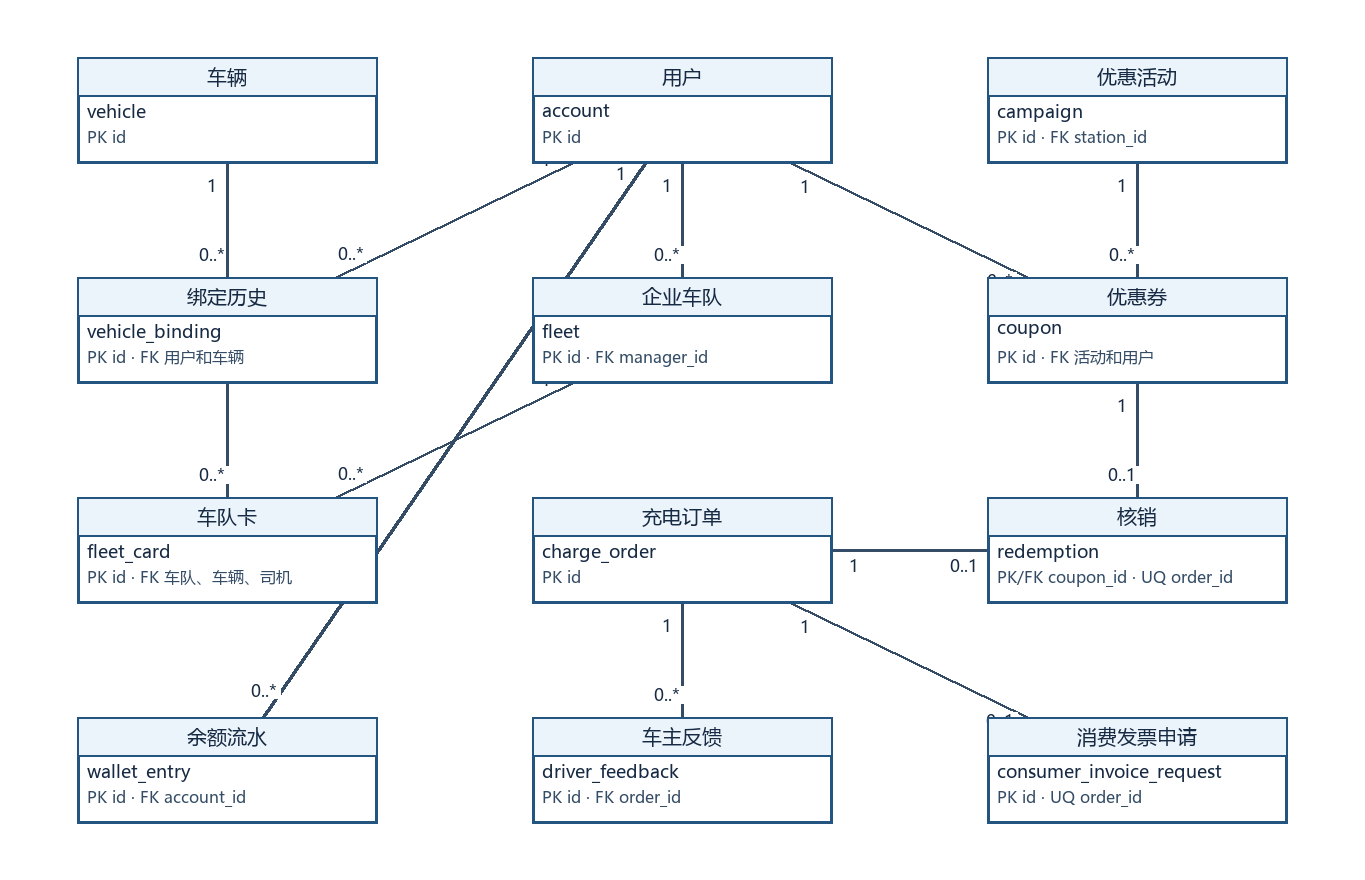 车辆
vehicle
PK id
用户
account
PK id
优惠活动
campaign
PK id · FK station_id
1
1
1
1
1
0..*
0..*
0..*
0..*
绑定历史
vehicle_binding
PK id · FK 用户和车辆
企业车队
fleet
PK id · FK manager_id
优惠券
coupon
PK id · FK 活动和用户
1
0..*
0..*
0..1
车队卡
fleet_card
PK id · FK 车队、车辆、司机
充电订单
charge_order
PK id
1
0..1
核销
redemption
PK/FK coupon_id · UQ order_id
1
1
0..*
0..*
余额流水
wallet_entry
PK id · FK account_id
车主反馈
driver_feedback
PK id · FK order_id
消费发票申请
consumer_invoice_request
PK id · UQ order_id